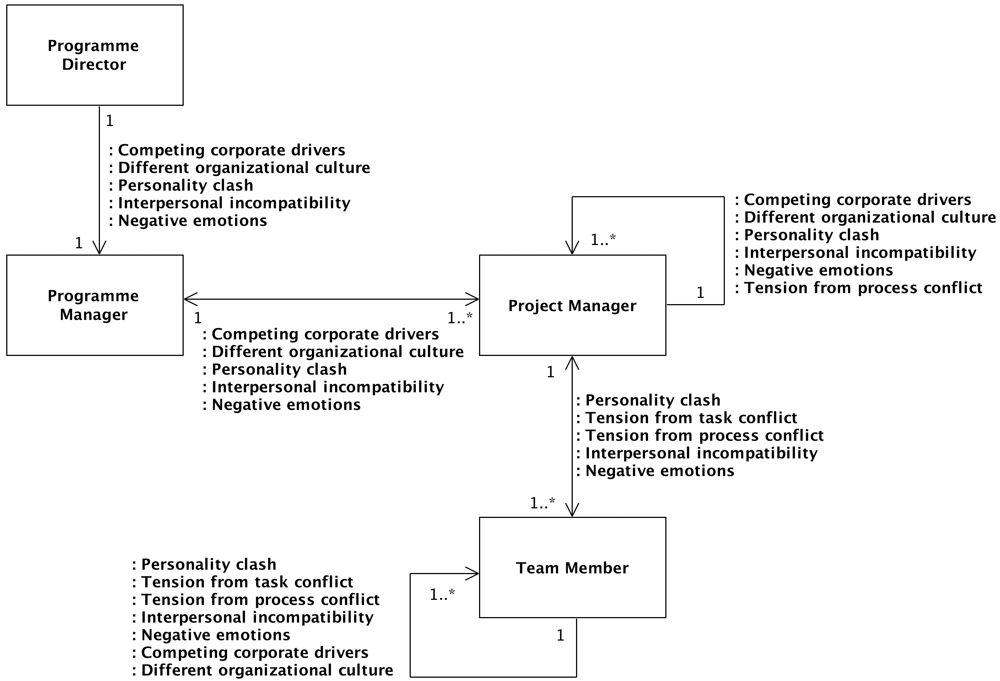 Programme
Director
1
: Competing corporate drivers
: Different organizational culture
: Personality clash
: Interpersonal incompatibility
: Negative emotions
1
Programme
Manager
1
1..*
: Competing corporate drivers
: Different organizational culture
: Personality clash
: Interpersonal incompatibility
: Negative emotions
Project Manager
1..*
1
: Competing corporate drivers
: Different organizational culture
: Personality clash
: Interpersonal incompatibility
: Negative emotions
: Tension from process conflict
1
: Personality clash
: Tension from task conflict
: Tension from process conflict
: Interpersonal incompatibility
: Negative emotions
1..*
Team Member
1..*
1
: Personality clash
: Tension from task conflict
: Tension from process conflict
: Interpersonal incompatibility
: Negative emotions
: Competing corporate drivers
: Different organizational culture